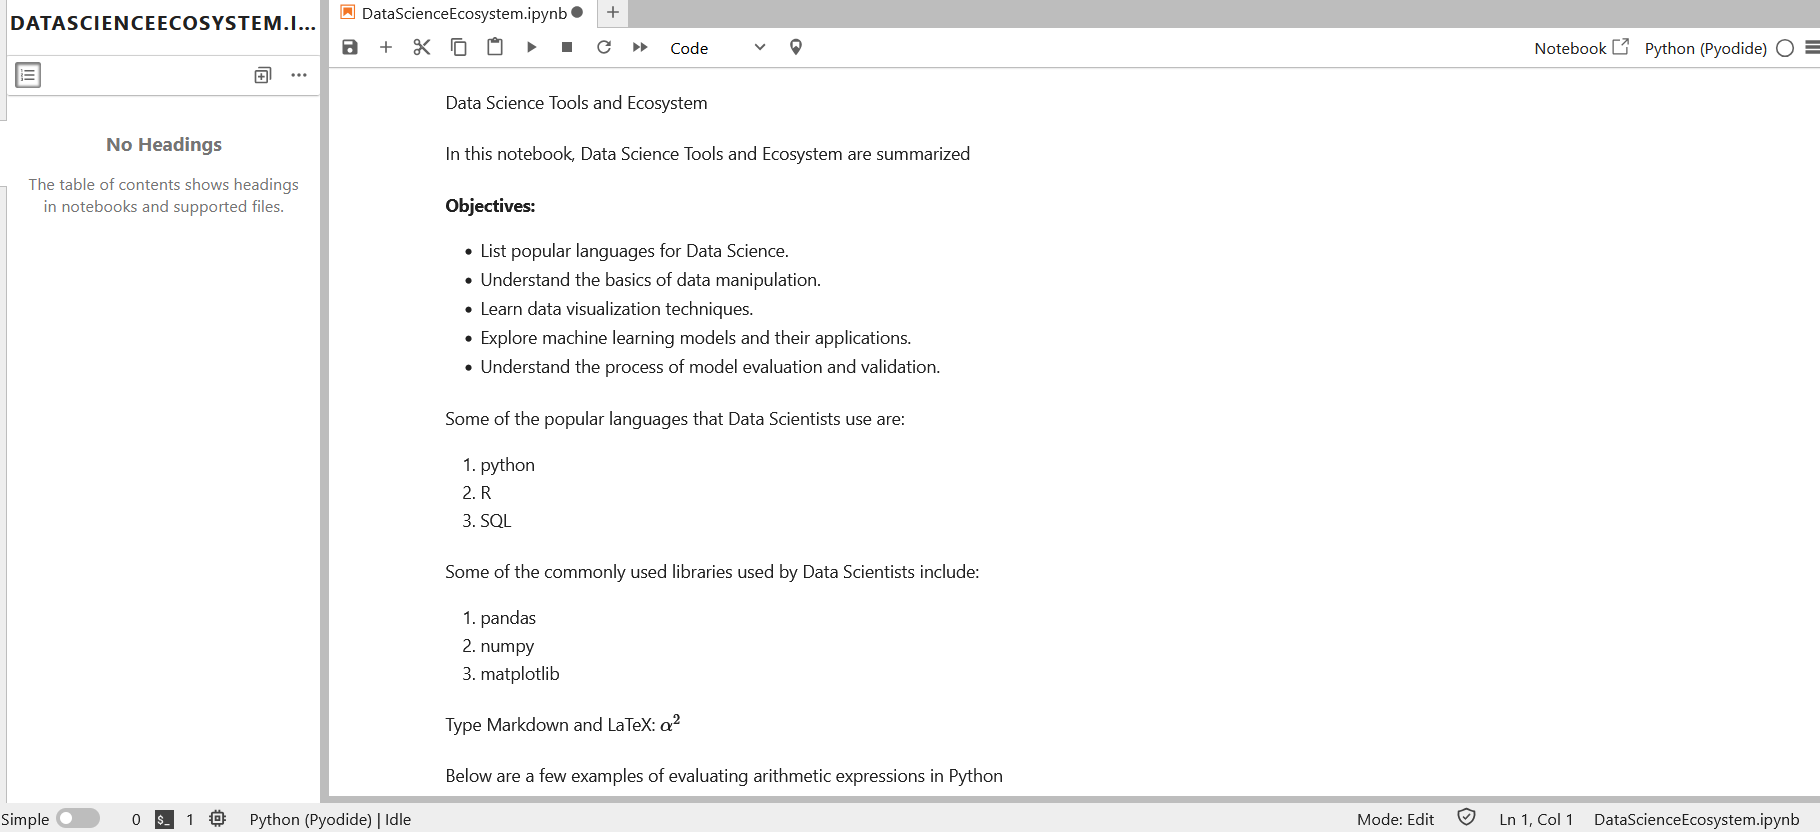 DATASCIENCEECOSYSTEM.I...
DataScienceEcosystem.ipynb
Code
Notebook
Python (Pyodide)
No Headings
The table of contents shows headings
in notebooks and supported files.
Data Science Tools and Ecosystem
In this notebook, Data Science Tools and Ecosystem are summarized
Objectives:
• List popular languages for Data Science.
• Understand the basics of data manipulation.
• Learn data visualization techniques.
• Explore machine learning models and their applications.
• Understand the process of model evaluation and validation.
Some of the popular languages that Data Scientists use are:
1. python
2. R
3. SQL
Some of the commonly used libraries used by Data Scientists include:
1. pandas
2. numpy
3. matplotlib
Type Markdown and LaTeX: α²
Below are a few examples of evaluating arithmetic expressions in Python
Simple 0 $_ 1 Python (Pyodide) | Idle Mode: Edit Ln 1, Col 1 DataScienceEcosystem.ipynb